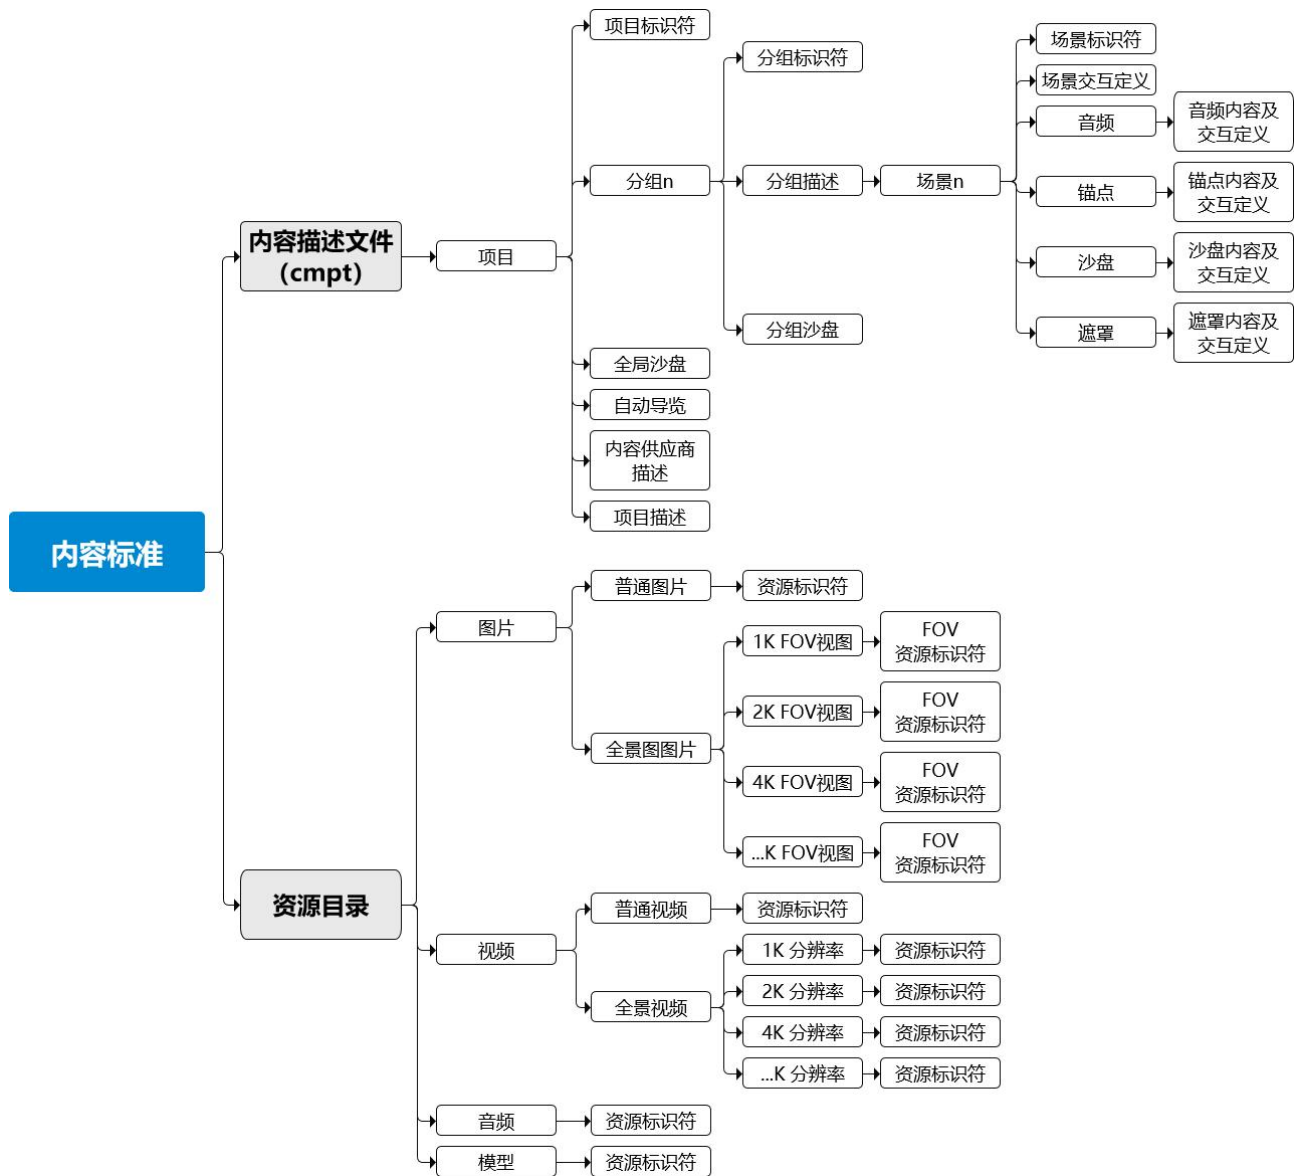 内容标准
内容描述文件
（cmpt）
项目
项目标识符
分组n
分组标识符
分组描述
场景n
场景标识符
场景交互定义
音频
音频内容及
交互定义
锚点
锚点内容及
交互定义
沙盘
沙盘内容及
交互定义
遮罩
遮罩内容及
交互定义
分组沙盘
全局沙盘
自动导览
内容供应商
描述
项目描述
资源目录
图片
普通图片
资源标识符
全景图图片
1K FOV视图
FOV
资源标识符
2K FOV视图
FOV
资源标识符
4K FOV视图
FOV
资源标识符
...K FOV视图
FOV
资源标识符
视频
普通视频
资源标识符
全景视频
1K 分辨率
资源标识符
2K 分辨率
资源标识符
4K 分辨率
资源标识符
...K 分辨率
资源标识符
音频
资源标识符
模型
资源标识符